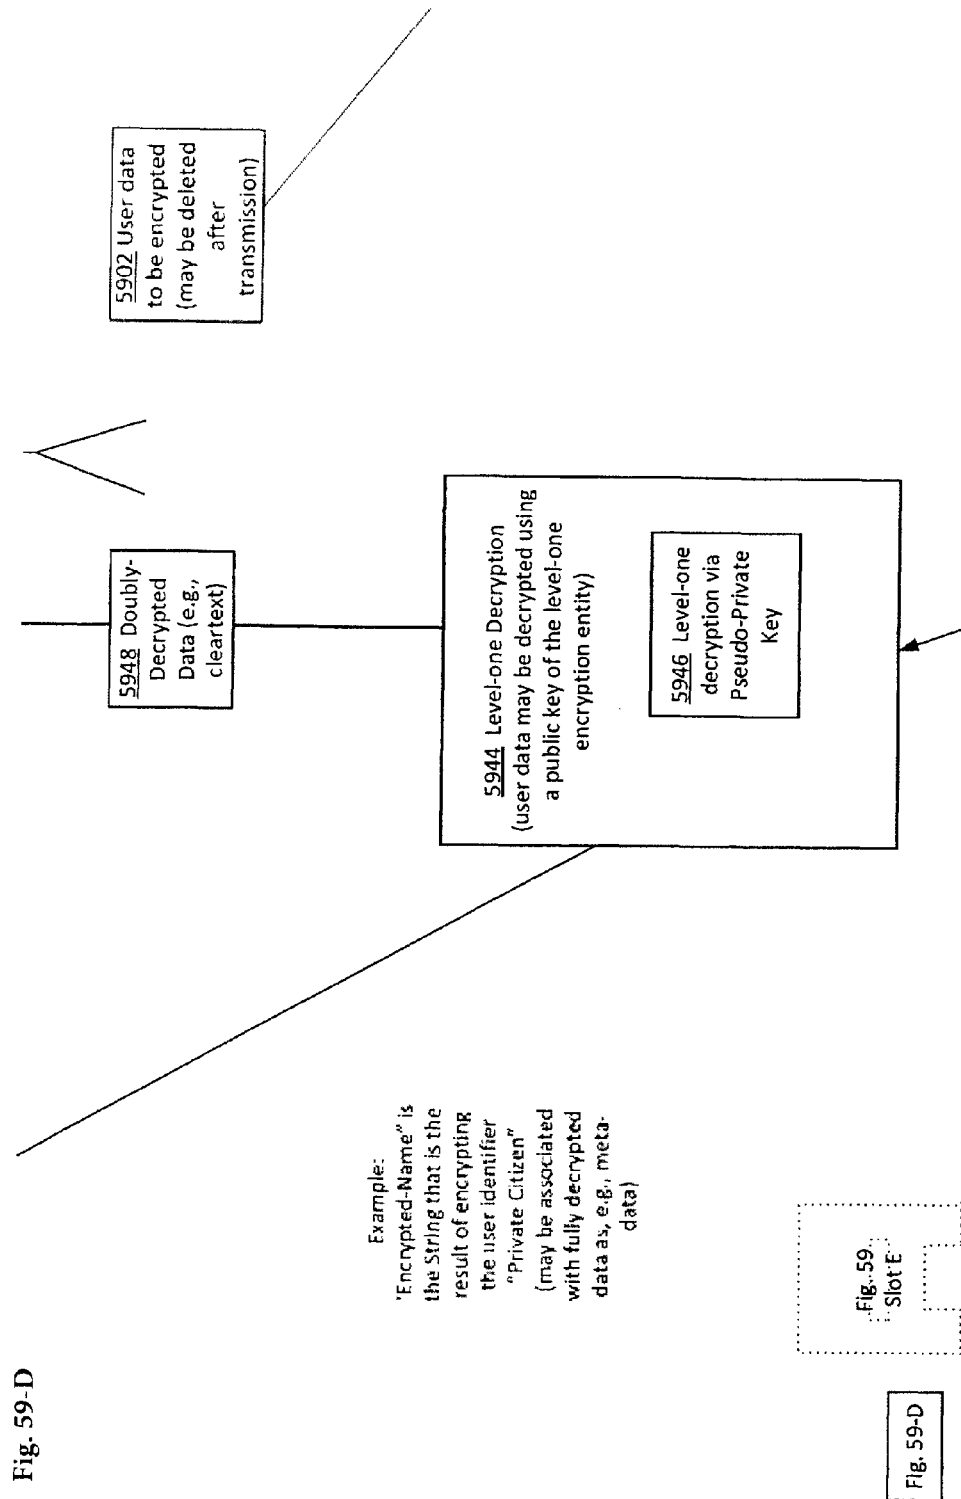 Fig. 59-D
5902 User data
to be encrypted
(may be deleted
after
transmission)
5948 Doubly-
Decrypted
Data (e.g.,
cleartext)
5944 Level-one Decryption
(user data may be decrypted using
a public key of the level-one
encryption entity)
5946 Level-one
decryption via
Pseudo-Private
Key
Example:
'Encrypted-Name" is
the String that is the
result of encrypting
the user identifier
"Private Citizen"
(may be associated
with fully decrypted
data as, e.g., meta-
data)
Fig. 59
Slot E
Fig. 59-D